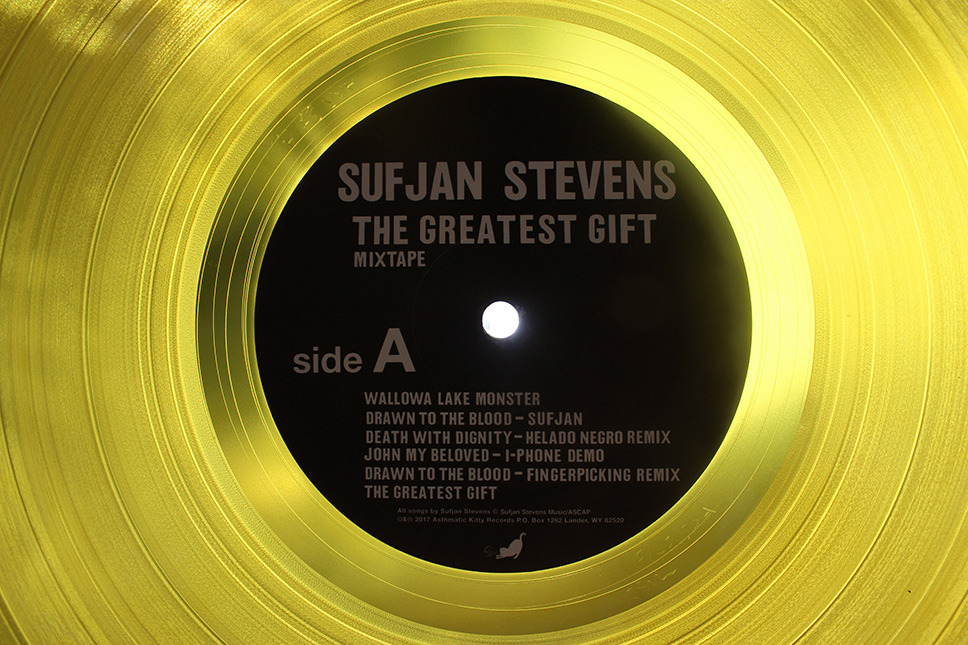 SUFJAN STEVENS
THE GREATEST GIFT
MIXTAPE
side A
WALLOWA LAKE MONSTER
DRAWN TO THE BLOOD – SUFJAN
DEATH WITH DIGNITY – HELADO NEGRO REMIX
JOHN MY BELOVED – I-PHONE DEMO
DRAWN TO THE BLOOD – FINGERPICKING REMIX
THE GREATEST GIFT
All songs by Sufjan Stevens © Sufjan Stevens Music/ASCAP
℗&© 2017 Asthmatic Kitty Records P.O. Box 1282 Lander, WY 82520